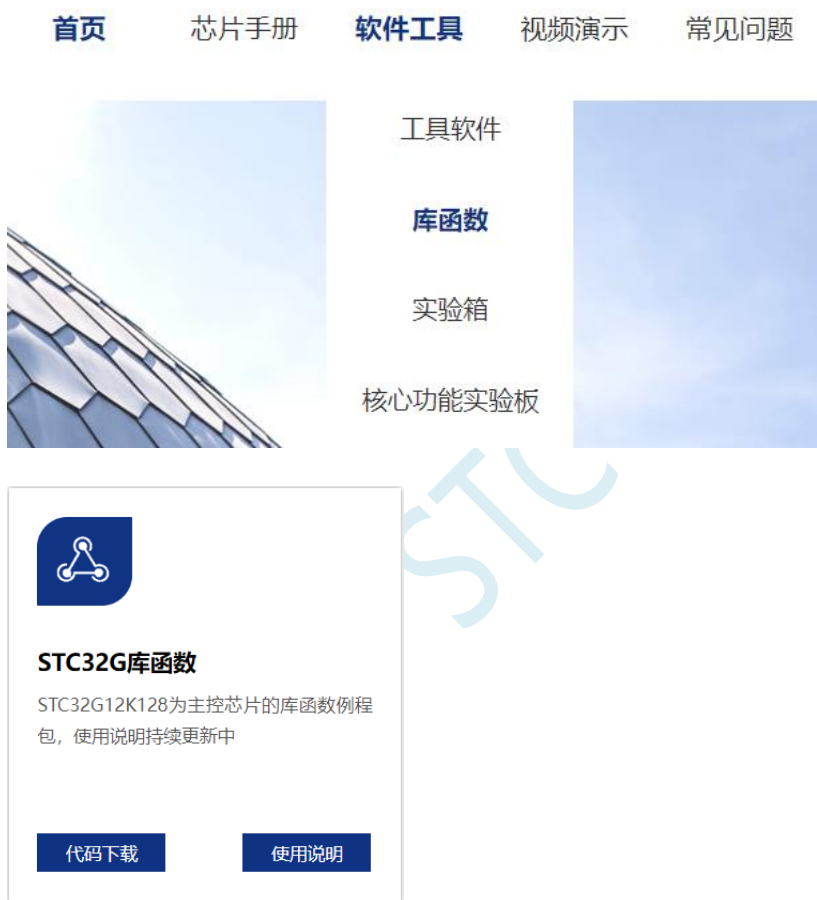 首页 芯片手册 软件工具 视频演示 常见问题
工具软件
库函数
实验箱
核心功能实验板
STC
STC32G库函数
STC32G12K128为主控芯片的库函数例程
包，使用说明持续更新中
代码下载 使用说明